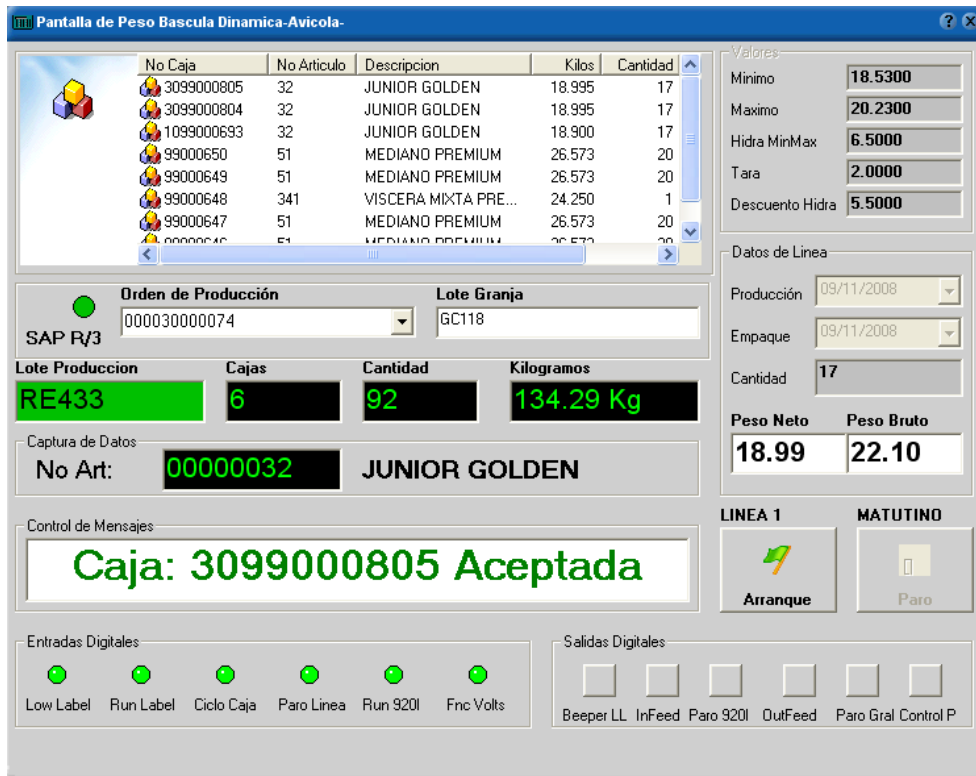 Pantalla de Peso Bascula Dinamica-Avicola-
No Caja No Articulo Descripcion Kilos Cantidad
3099000805 32 JUNIOR GOLDEN 18.995 17
3099000804 32 JUNIOR GOLDEN 18.995 17
1099000693 32 JUNIOR GOLDEN 18.900 17
99000650 51 MEDIANO PREMIUM 26.573 20
99000649 51 MEDIANO PREMIUM 26.573 20
99000648 341 VISCERA MIXTA PRE... 24.250 1
99000647 51 MEDIANO PREMIUM 26.573 20
51 MEDIANO PREMIUM 26.573 20
Valores
Minimo 18.5300
Maximo 20.2300
Hidra MinMax 6.5000
Tara 2.0000
Descuento Hidra 5.5000
SAP R/3
Orden de Producción Lote Granja
000030000074 GC118
Datos de Linea
Producción 09/11/2008
Empaque 09/11/2008
Cantidad 17
Peso Neto Peso Bruto
18.99 22.10
Lote Produccion Cajas Cantidad Kilogramos
RE433 6 92 134.29 Kg
Captura de Datos
No Art: 00000032 JUNIOR GOLDEN
Control de Mensajes
Caja: 3099000805 Aceptada
LINEA 1 MATUTINO
Arranque Paro
Entradas Digitales
Low Label Run Label Ciclo Caja Paro Linea Run 920I Fnc Volts
Salidas Digitales
Beeper LL InFeed Paro 920I OutFeed Paro Gral Control P